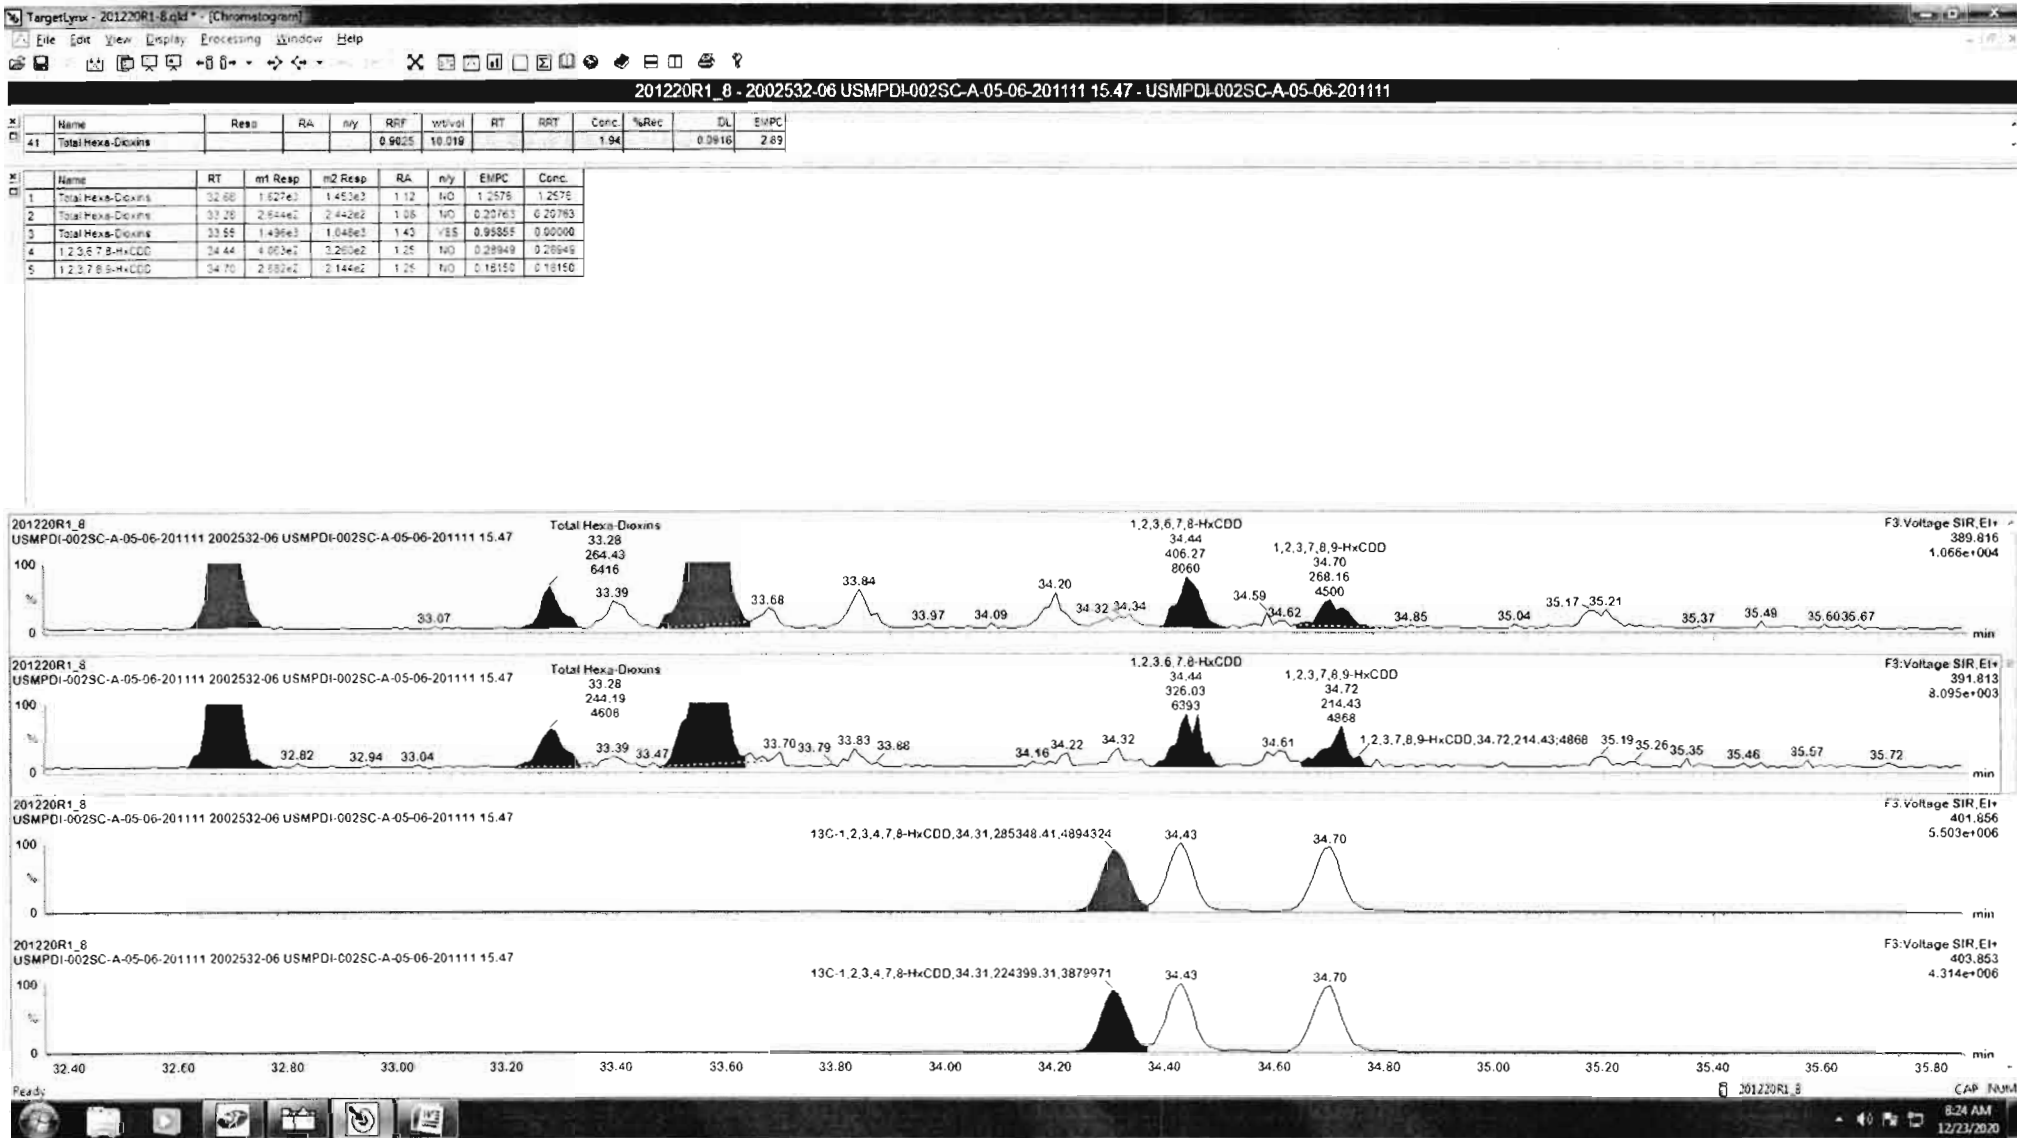 TargetLynx - 201220R1-8.qld * - [Chromatogram]
File Edit View Display Processing Window Help
201220R1_8 - 2002532-06 USMPDI-002SC-A-05-06-201111 15.47 - USMPDI-002SC-A-05-06-201111
Name Resp RA n/y RRF wt/vol RT RRT Conc. %Rec DL EMPC
41 Total Hexa-Dioxins 0.9025 10.019 1.94 0.0916 2.89
Name RT m1 Resp m2 Resp RA n/y EMPC Conc.
1 Total Hexa-Dioxins 32.68 1.627e3 1.453e3 1.12 NO 1.2576 1.2576
2 Total Hexa-Dioxins 33.28 2.644e2 2.442e2 1.08 NO 0.20763 0.20763
3 Total Hexa-Dioxins 33.55 1.496e3 1.048e3 1.43 YES 0.95855 0.00000
4 1,2,3,6,7,8-HxCDD 34.44 4.063e2 3.260e2 1.25 NO 0.28949 0.28949
5 1,2,3,7,8,9-HxCDD 34.70 2.682e2 2.144e2 1.25 NO 0.18150 0.18150
201220R1_8
USMPDI-002SC-A-05-06-201111 2002532-06 USMPDI-002SC-A-05-06-201111 15.47
Total Hexa-Dioxins
33.28
264.43
6416
1,2,3,6,7,8-HxCDD
34.44
406.27
8060
1,2,3,7,8,9-HxCDD
34.70
268.16
4500
F3:Voltage SIR,EI+
389.816
1.066e+004
100
%
0
33.07 33.39 33.68 33.84 33.97 34.09 34.20 34.32 34.34 34.59 34.62 34.85 35.04 35.17 35.21 35.37 35.49 35.60 35.67
min
201220R1_8
USMPDI-002SC-A-05-06-201111 2002532-06 USMPDI-002SC-A-05-06-201111 15.47
Total Hexa-Dioxins
33.28
244.19
4606
1,2,3,6,7,8-HxCDD
34.44
326.03
6393
1,2,3,7,8,9-HxCDD
34.72
214.43
4868
F3:Voltage SIR,EI+
391.813
8.095e+003
100
%
0
32.82 32.94 33.04 33.39 33.47 33.70 33.79 33.83 33.88 34.16 34.22 34.32 34.61 1,2,3,7,8,9-HxCDD,34.72,214.43;4868 35.19 35.26 35.35 35.46 35.57 35.72
min
201220R1_8
USMPDI-002SC-A-05-06-201111 2002532-06 USMPDI-002SC-A-05-06-201111 15.47
F3:Voltage SIR,EI+
401.856
5.503e+006
13C-1,2,3,4,7,8-HxCDD,34.31,285348.41,4894324 34.43 34.70
100
%
0
min
201220R1_8
USMPDI-002SC-A-05-06-201111 2002532-06 USMPDI-002SC-A-05-06-201111 15.47
F3:Voltage SIR,EI+
403.853
4.314e+006
13C-1,2,3,4,7,8-HxCDD,34.31,224399.31,3879971 34.43 34.70
100
%
0
min
32.40 32.60 32.80 33.00 33.20 33.40 33.60 33.80 34.00 34.20 34.40 34.60 34.80 35.00 35.20 35.40 35.60 35.80
Ready
201220R1_8 CAP NUM
8:24 AM
12/23/2020